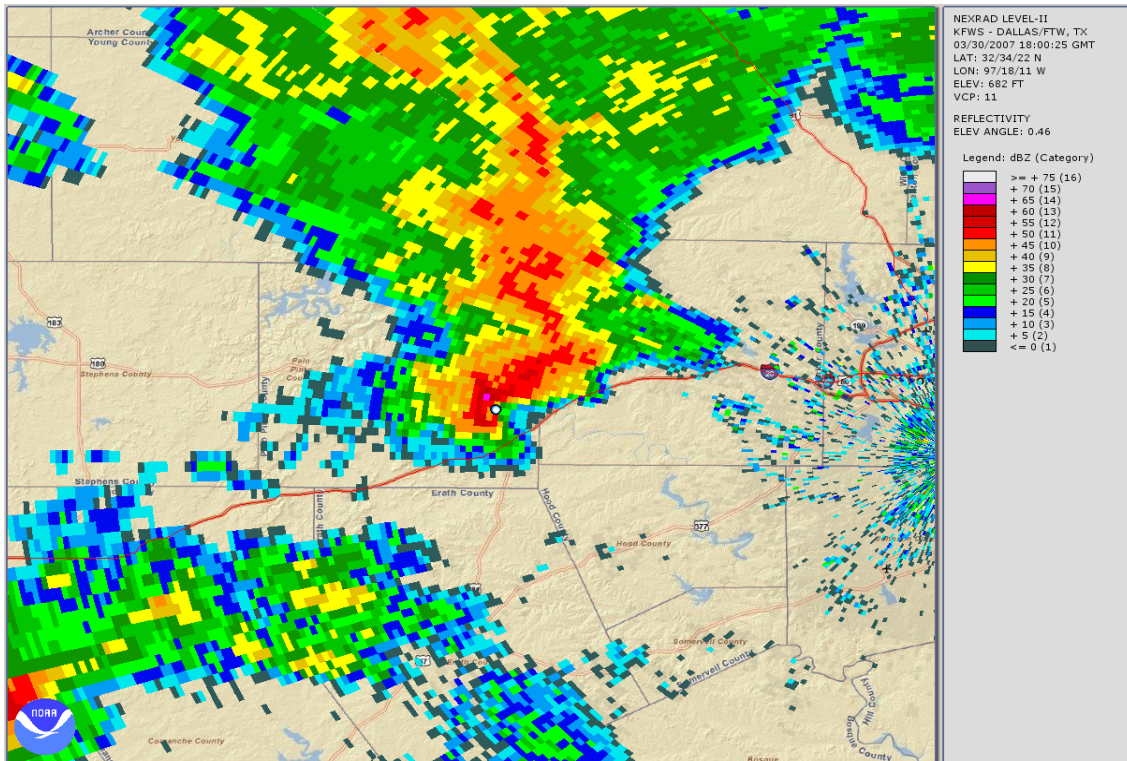 NEXRAD LEVEL-II
KFWS - DALLAS/FTW, TX
03/30/2007 18:00:25 GMT
LAT: 32/34/22 N
LON: 97/18/11 W
ELEV: 682 FT
VCP: 11
REFLECTIVITY
ELEV ANGLE: 0.46
Legend: dBZ (Category)
>= + 75 (16)
+ 70 (15)
+ 65 (14)
+ 60 (13)
+ 55 (12)
+ 50 (11)
+ 45 (10)
+ 40 (9)
+ 35 (8)
+ 30 (7)
+ 25 (6)
+ 20 (5)
+ 15 (4)
+ 10 (3)
+ 5 (2)
<= 0 (1)
Archer County
Young County
183
180
Stephens County
Palo
199
Stephens
Erath County
Hood County
377
Hood County
Somervell County
Somervell County
Comanche County
Hill County
Bosque County
Bosque
NOAA